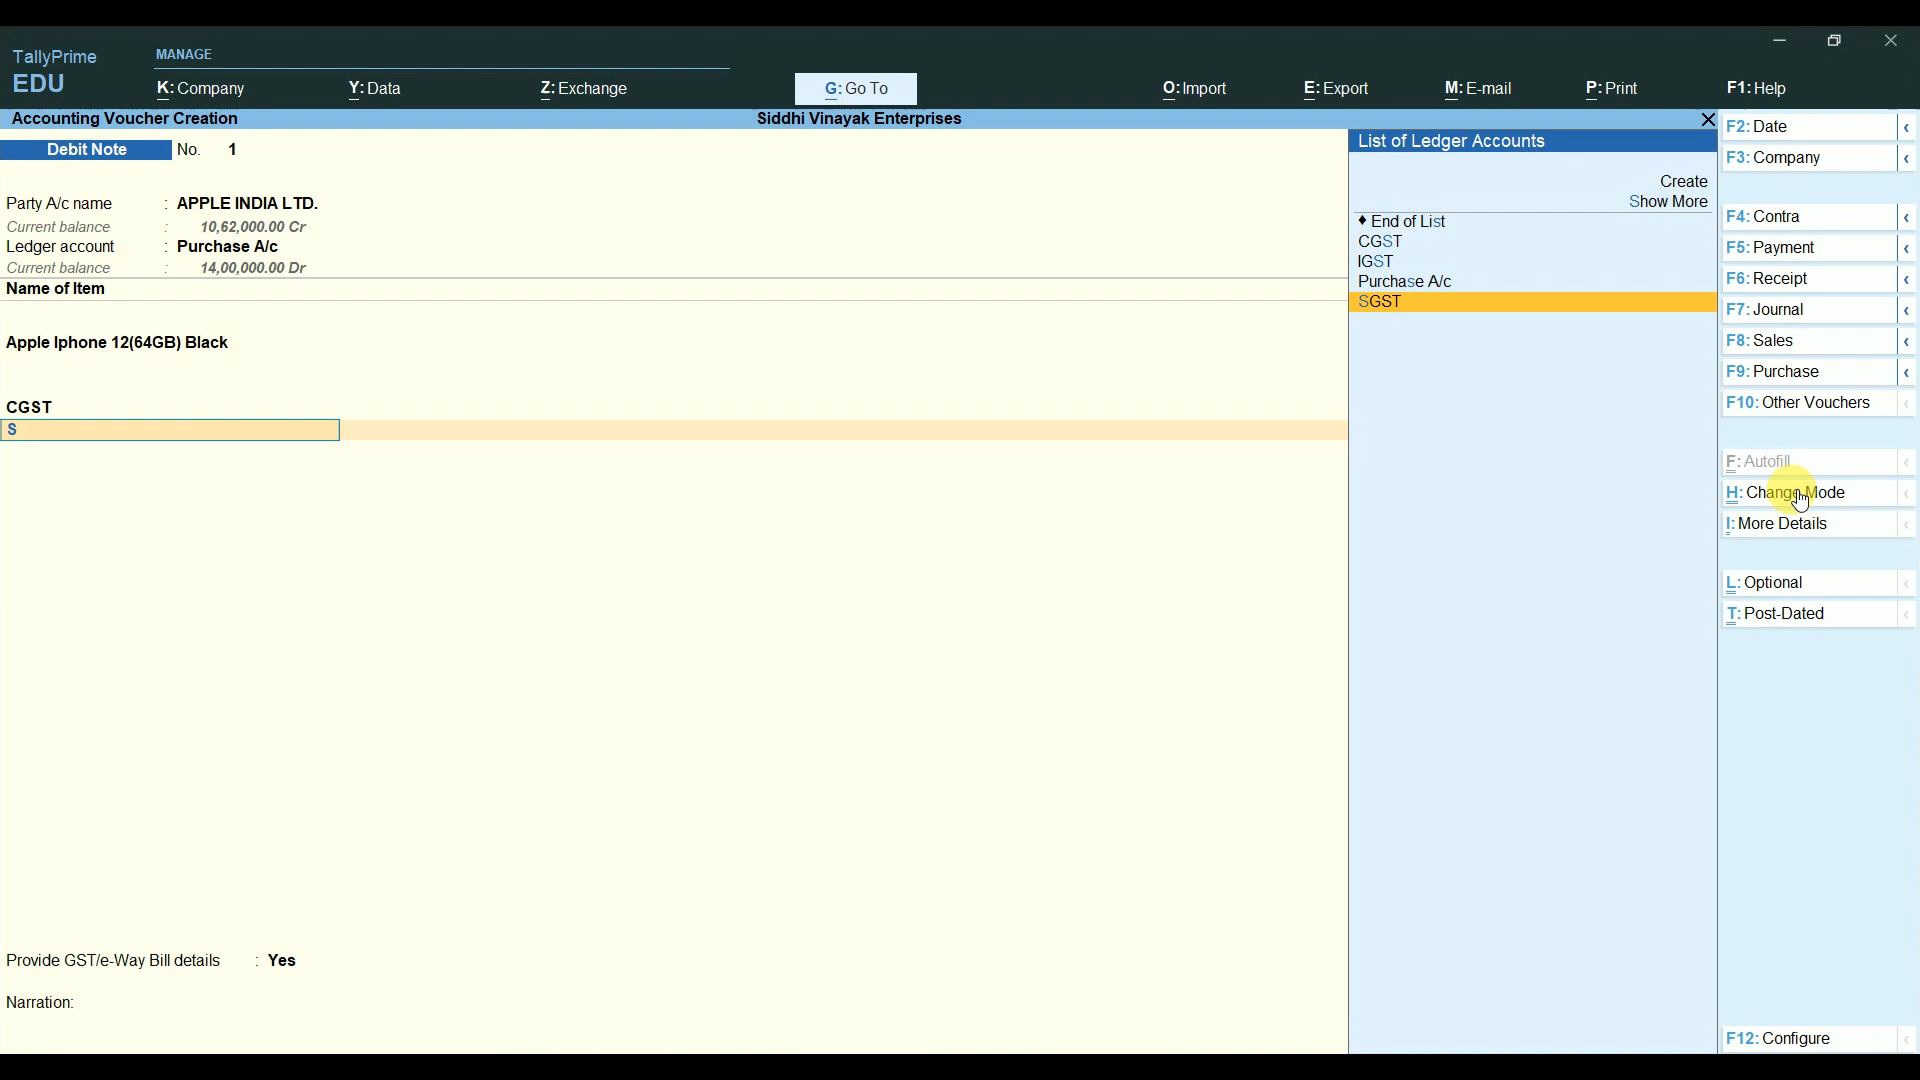 TallyPrime
EDU
MANAGE
K: Company
Y: Data
Z: Exchange
G: Go To
O: Import
E: Export
M: E-mail
P: Print
F1: Help
Accounting Voucher Creation
Siddhi Vinayak Enterprises
Debit Note No. 1
Party A/c name : APPLE INDIA LTD.
Current balance : 10,62,000.00 Cr
Ledger account : Purchase A/c
Current balance : 14,00,000.00 Dr
Name of Item
Apple Iphone 12(64GB) Black
CGST
S
Provide GST/e-Way Bill details : Yes
Narration:
List of Ledger Accounts
Create
Show More
♦ End of List
CGST
IGST
Purchase A/c
SGST
F2: Date
F3: Company
F4: Contra
F5: Payment
F6: Receipt
F7: Journal
F8: Sales
F9: Purchase
F10: Other Vouchers
F: Autofill
H: Change Mode
I: More Details
L: Optional
T: Post-Dated
F12: Configure